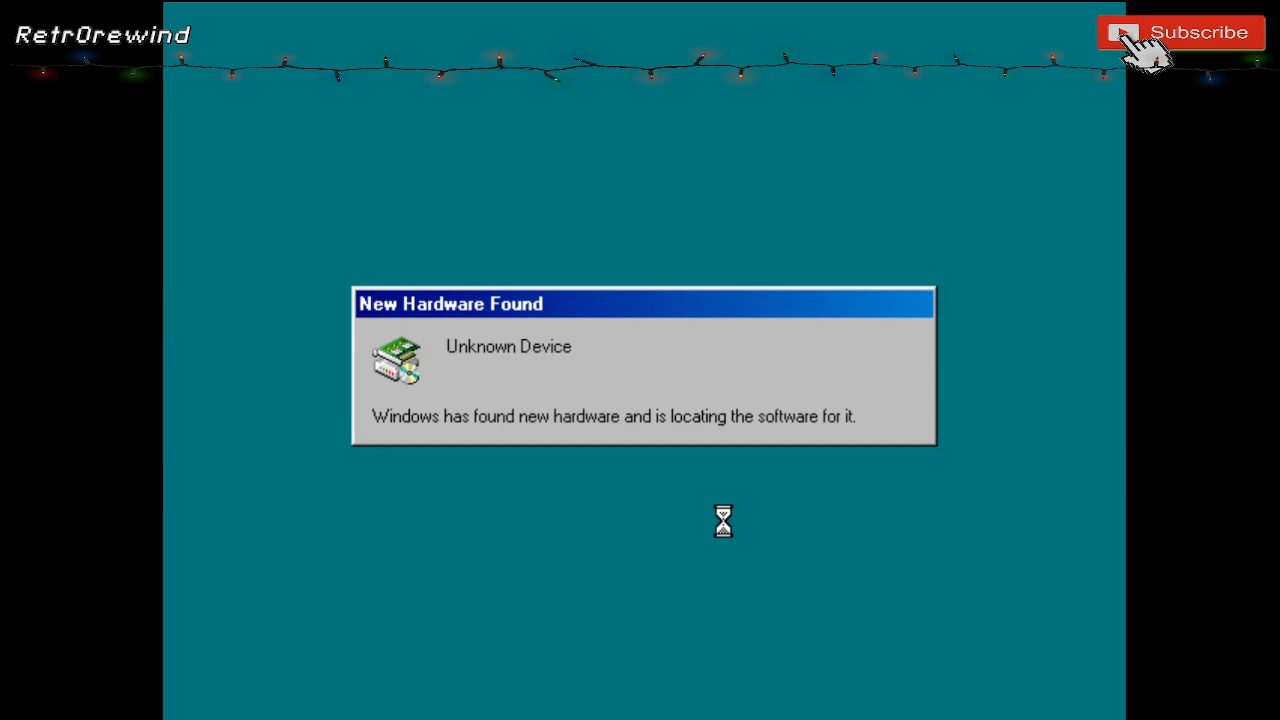 Retr0rewind
Subscribe
New Hardware Found
Unknown Device
Windows has found new hardware and is locating the software for it.